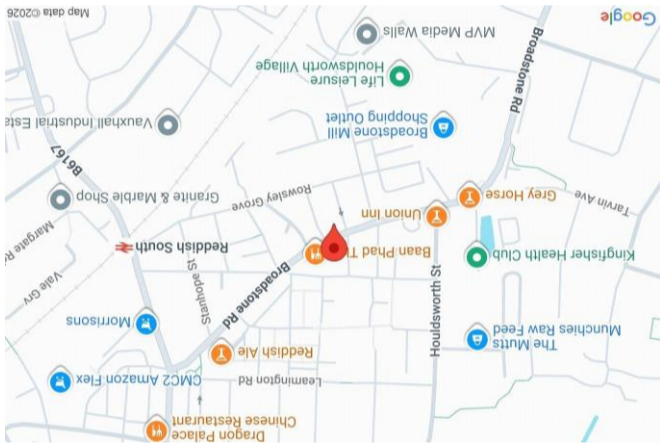 Dragon Palace
Chinese Restaurant
CMC2 Amazon Flex
Leamington Rd
Reddish Ale
The Mutts
Munchies Raw Feed
Morrisons
Houldsworth St
Broadstone Rd
Stanhope St
Vale Grv
Kingfisher Health Club
Baan Phad Th
Reddish South
Margate R
Union Inn
Grey Horse
Tarvin Ave
Rowsley Grove
Granite & Marble Shop
B6167
Broadstone Mill
Shopping Outlet
Vauxhall Industrial Esta
Life Leisure
Houldsworth Village
Broadstone Rd
MVP Media Walls
Google
Map data ©2026